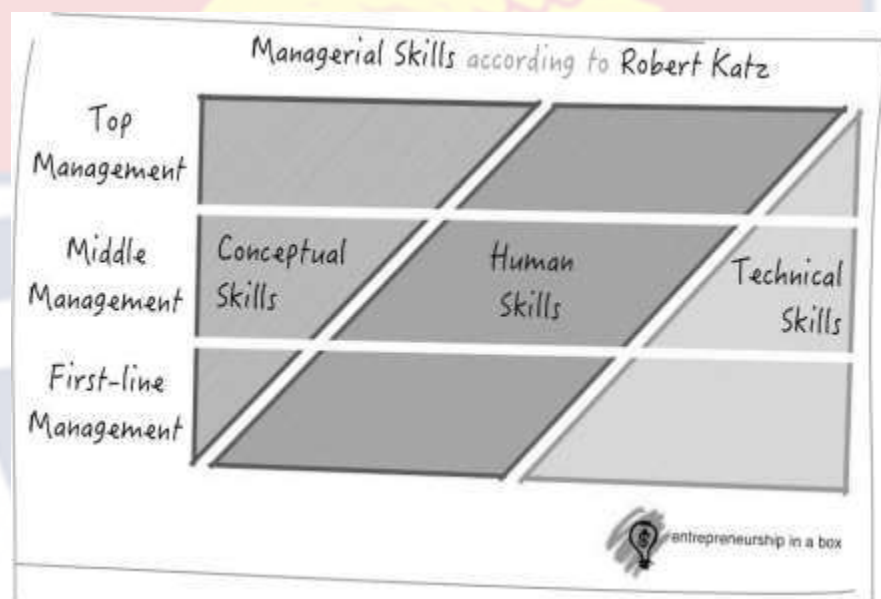 Managerial Skills according to Robert Katz
Top
Management
Middle
Management
Conceptual
Skills
Human
Skills
Technical
Skills
First-line
Management
entrepreneurship in a box